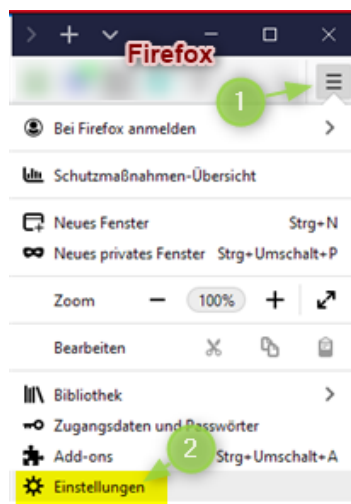 Firefox
1
Bei Firefox anmelden
Schutzmaßnahmen-Übersicht
Neues Fenster Strg+N
Neues privates Fenster Strg+Umschalt+P
Zoom 100%
Bearbeiten
Bibliothek
Zugangsdaten und Passwörter
2
Add-ons Strg+Umschalt+A
Einstellungen